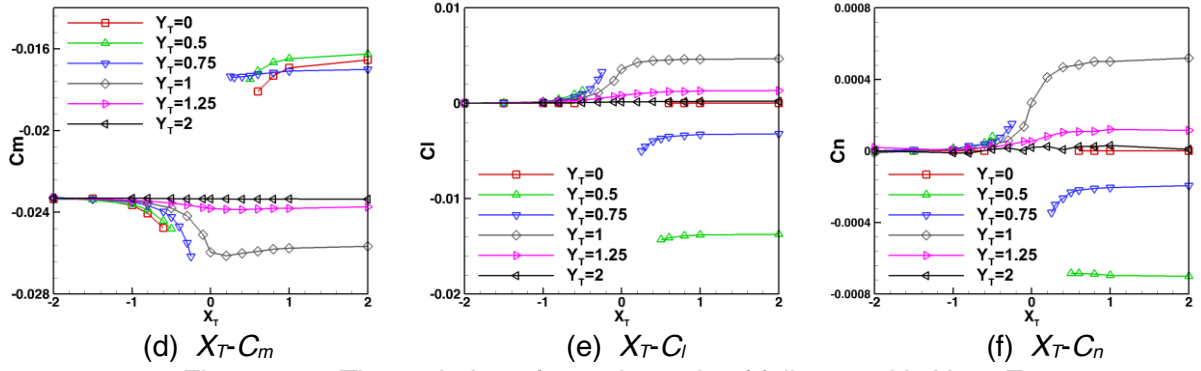 Cm
-0.016
-0.02
-0.024
-0.028
Y_T=0
Y_T=0.5
Y_T=0.75
Y_T=1
Y_T=1.25
Y_T=2
-2 -1 0 1 2
X_T
(d) X_T-C_m
Cl
0.01
0
-0.01
-0.02
Y_T=0
Y_T=0.5
Y_T=0.75
Y_T=1
Y_T=1.25
Y_T=2
-2 -1 0 1 2
X_T
(e) X_T-C_l
Cn
0.0008
0.0004
0
-0.0004
-0.0008
Y_T=0
Y_T=0.5
Y_T=0.75
Y_T=1
Y_T=1.25
Y_T=2
-2 -1 0 1 2
X_T
(f) X_T-C_n